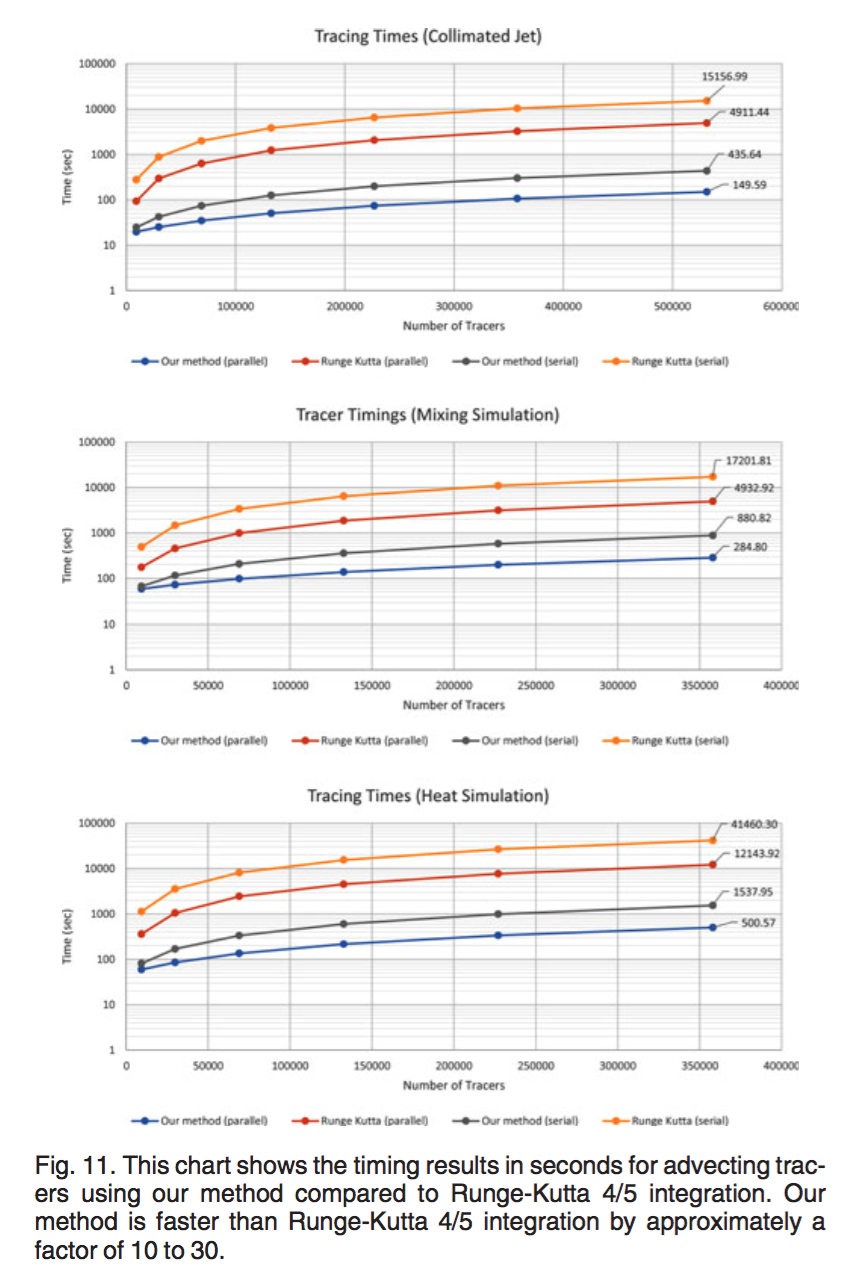 Tracing Times (Collimated Jet)
100000
10000
1000
100
10
1
Time (sec)
15156.99
4911.44
435.64
149.59
0 100000 200000 300000 400000 500000 600000
Number of Tracers
Our method (parallel) Runge Kutta (parallel) Our method (serial) Runge Kutta (serial)
Tracer Timings (Mixing Simulation)
100000
10000
1000
100
10
1
Time (sec)
17201.81
4932.92
880.82
284.80
0 50000 100000 150000 200000 250000 300000 350000 400000
Number of Tracers
Our method (parallel) Runge Kutta (parallel) Our method (serial) Runge Kutta (serial)
Tracing Times (Heat Simulation)
100000
10000
1000
100
10
1
Time (sec)
41460.30
12143.92
1537.95
500.57
0 50000 100000 150000 200000 250000 300000 350000 400000
Number of Tracers
Our method (parallel) Runge Kutta (parallel) Our method (serial) Runge Kutta (serial)
Fig. 11. This chart shows the timing results in seconds for advecting trac-
ers using our method compared to Runge-Kutta 4/5 integration. Our
method is faster than Runge-Kutta 4/5 integration by approximately a
factor of 10 to 30.